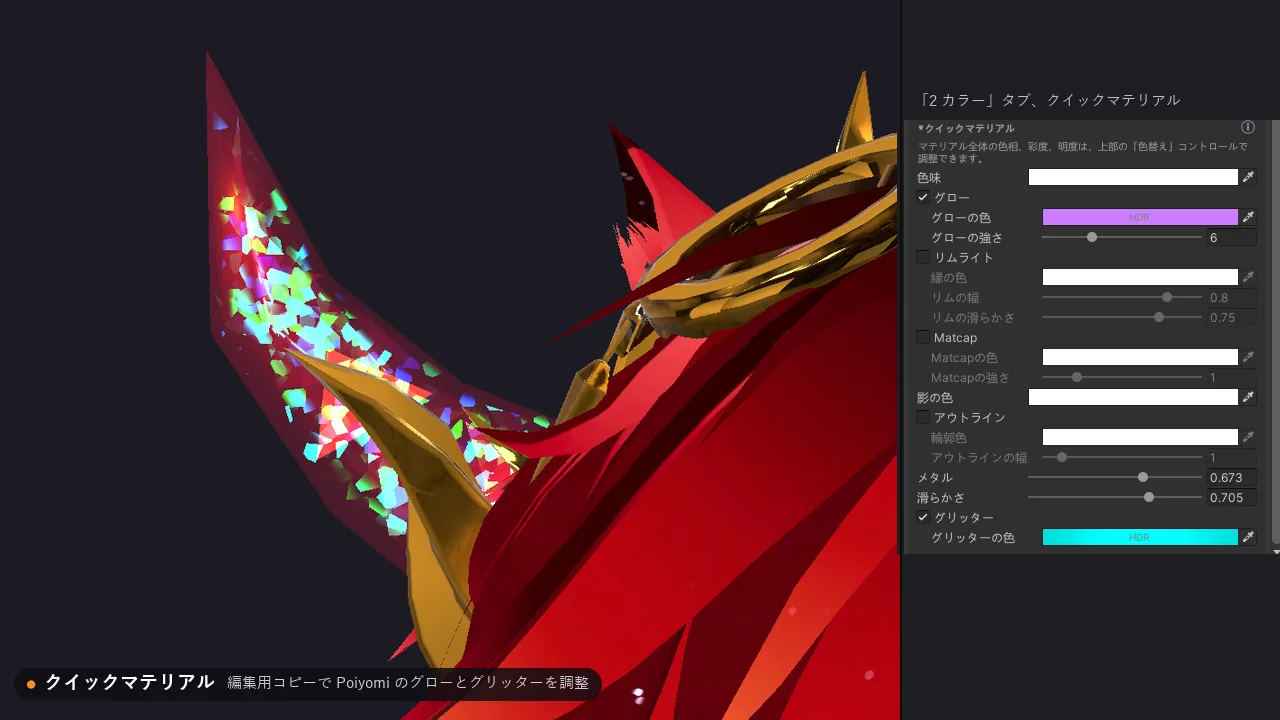 「2 カラー」タブ、クイックマテリアル
▼クイックマテリアル
マテリアル全体の色相、彩度、明度は、上部の「色替え」コントロールで
調整できます。
色味
グロー
グローの色 HDR
グローの強さ 6
リムライト
縁の色
リムの幅 0.8
リムの滑らかさ 0.75
Matcap
Matcapの色
Matcapの強さ 1
影の色
アウトライン
輪郭色
アウトラインの幅 1
メタル 0.673
滑らかさ 0.705
グリッター
グリッターの色 HDR
クイックマテリアル 編集用コピーで Poiyomi のグローとグリッターを調整